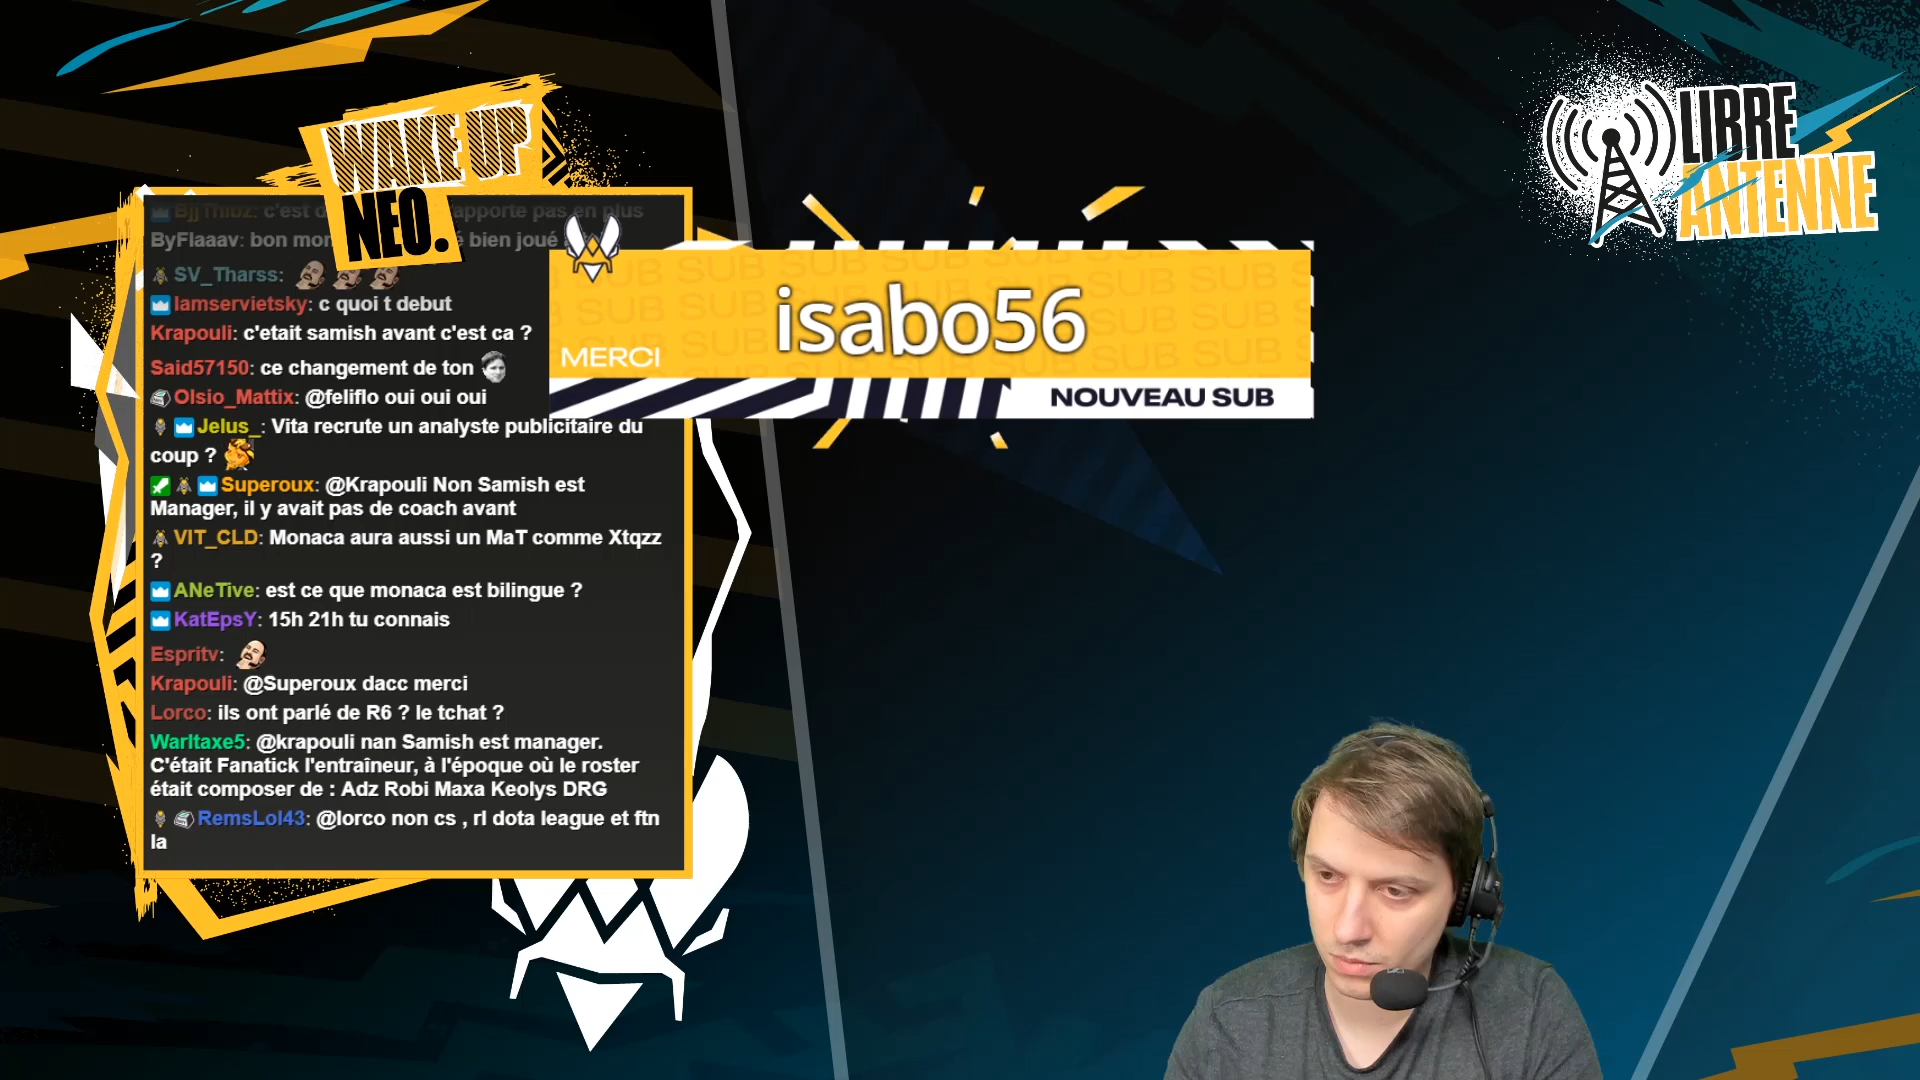 WAKE UP
NEO.
LIBRE
ANTENNE
BjjThibz: c'est d apporte pas en plus
ByFlaaav: bon mon é bien joué
SV_Tharss:
Iamservietsky: c quoi t debut
Krapouli: c'etait samish avant c'est ca ?
Said57150: ce changement de ton
Olsio_Mattix: @feliflo oui oui oui
Jelus_: Vita recrute un analyste publicitaire du
coup ?
Superoux: @Krapouli Non Samish est
Manager, il y avait pas de coach avant
VIT_CLD: Monaca aura aussi un MaT comme Xtqzz
?
ANeTive: est ce que monaca est bilingue ?
KatEpsY: 15h 21h tu connais
Espritv:
Krapouli: @Superoux dacc merci
Lorco: ils ont parlé de R6 ? le tchat ?
Warltaxe5: @krapouli nan Samish est manager.
C'était Fanatick l'entraîneur, à l'époque où le roster
était composer de : Adz Robi Maxa Keolys DRG
RemsLol43: @lorco non cs , rl dota league et ftn
la
isabo56
MERCI
NOUVEAU SUB